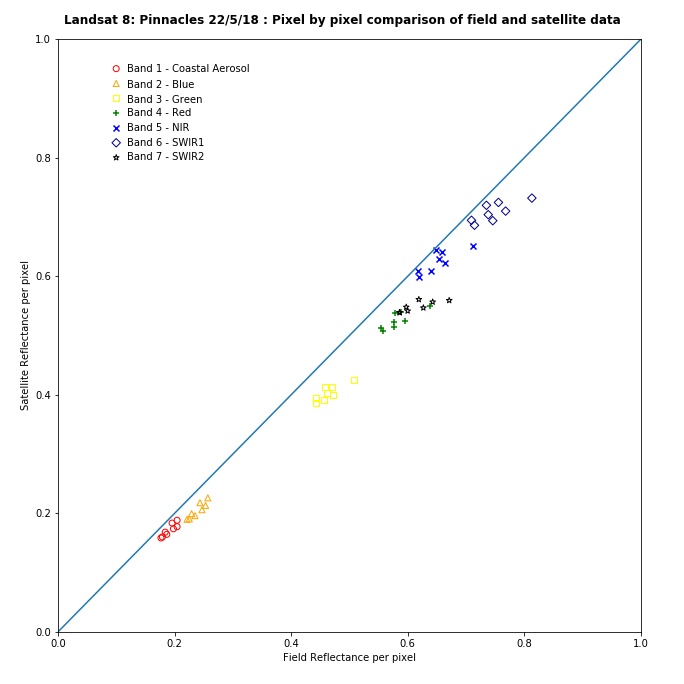 Landsat 8: Pinnacles 22/5/18 : Pixel by pixel comparison of field and satellite data
1.0
Band 1 - Coastal Aerosol
Band 2 - Blue
Band 3 - Green
Band 4 - Red
Band 5 - NIR
Band 6 - SWIR1
Band 7 - SWIR2
0.8
0.6
Satellite Reflectance per pixel
0.4
0.2
0.0
0.0 0.2 0.4 0.6 0.8 1.0
Field Reflectance per pixel